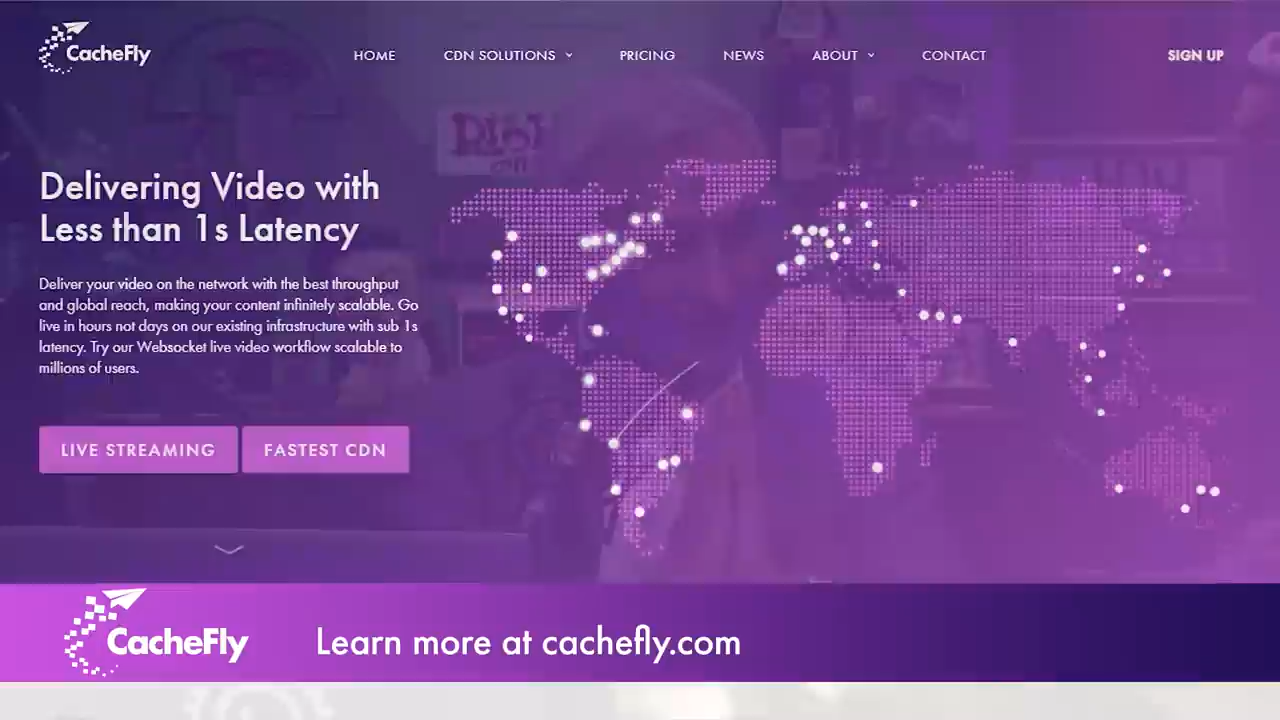 CacheFly
HOME
CDN SOLUTIONS
PRICING
NEWS
ABOUT
CONTACT
SIGN UP
Delivering Video with
Less than 1s Latency
Deliver your video on the network with the best throughput
and global reach, making your content infinitely scalable. Go
live in hours not days on our existing infrastructure with sub 1s
latency. Try our Websocket live video workflow scalable to
millions of users.
LIVE STREAMING
FASTEST CDN
CacheFly
Learn more at cachefly.com